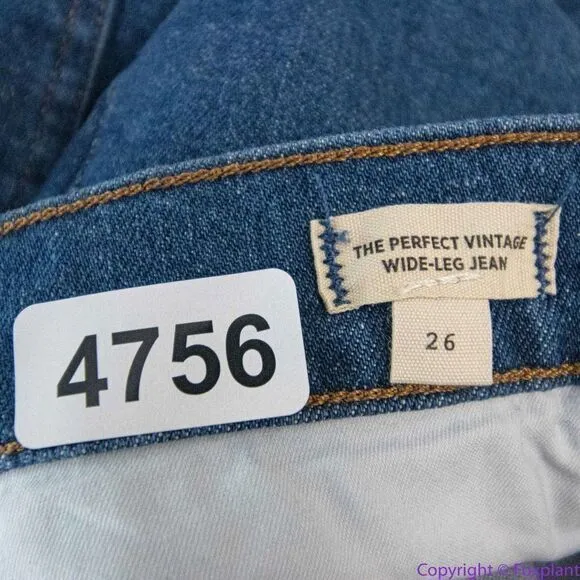 THE PERFECT VINTAGE
WIDE-LEG JEAN
26
4756
Copyright © Foxplant